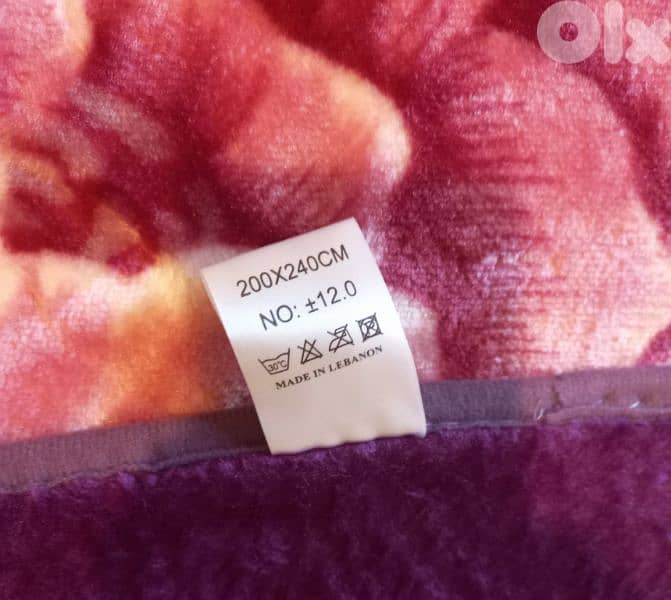 Olx
200X240CM
NO: ±12.0
30°C
MADE IN LEBANON